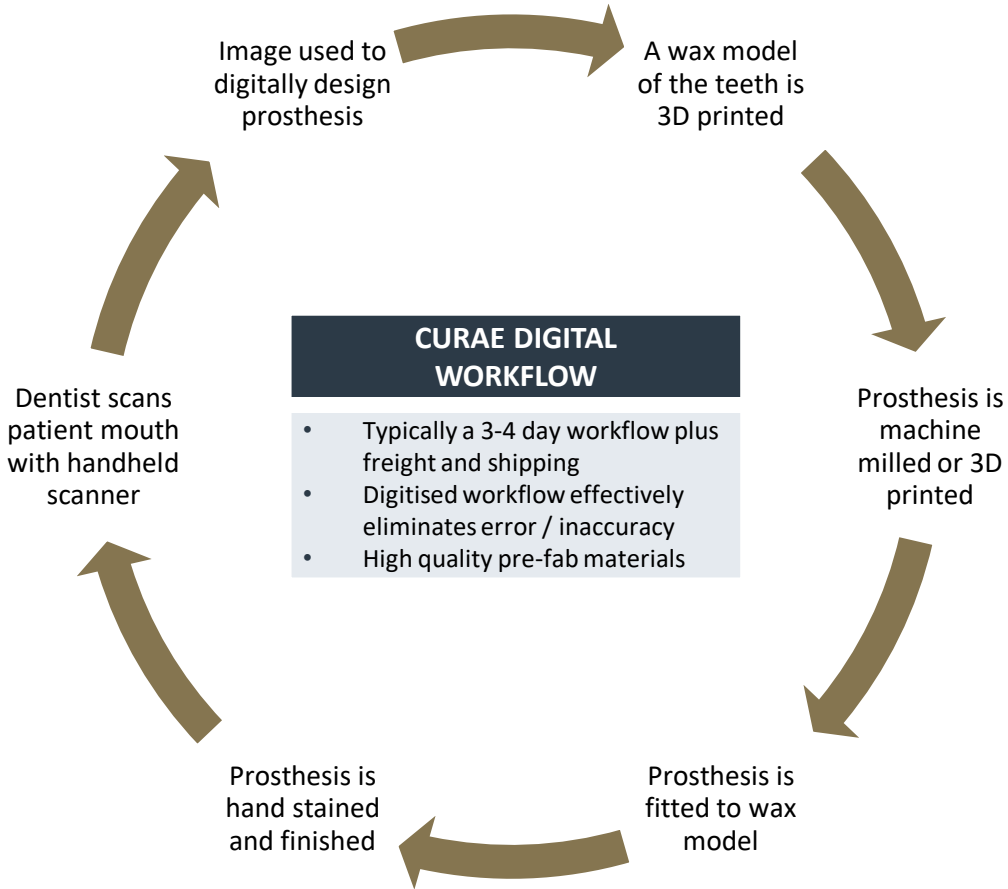 Image used to
digitally design
prosthesis
A wax model
of the teeth is
3D printed
Prosthesis is
machine
milled or 3D
printed
Prosthesis is
fitted to wax
model
Prosthesis is
hand stained
and finished
Dentist scans
patient mouth
with handheld
scanner
CURAE DIGITAL
WORKFLOW
• Typically a 3-4 day workflow plus
freight and shipping
• Digitised workflow effectively
eliminates error / inaccuracy
• High quality pre-fab materials